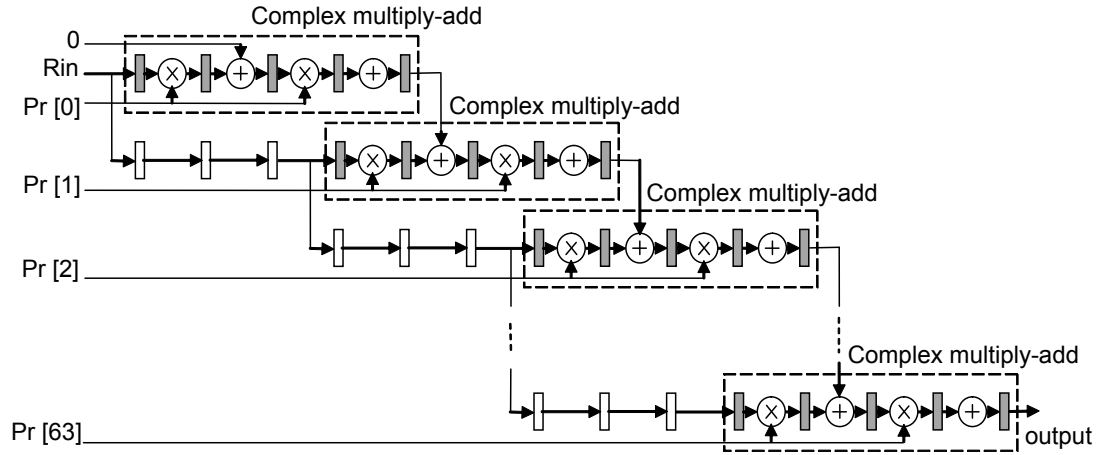 Complex multiply-add
0
Rin
Pr [0]
Complex multiply-add
Pr [1]
Complex multiply-add
Pr [2]
Complex multiply-add
Pr [63]
output